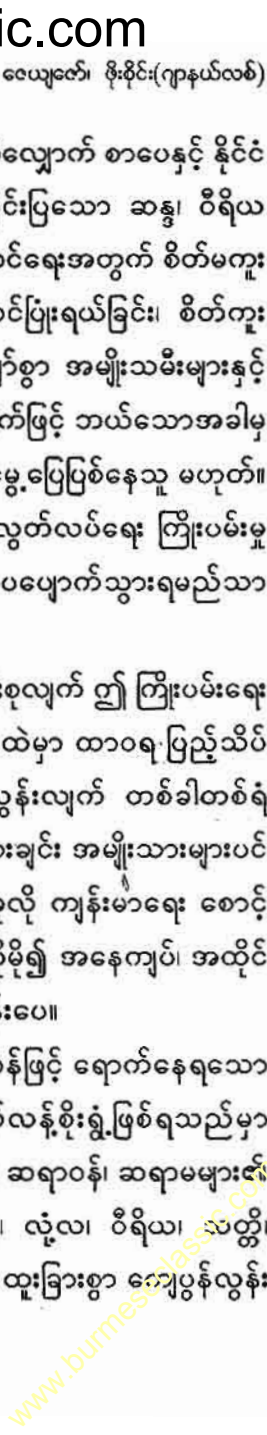 ic.com
ဇေယျဇော်၊ ဖိုးစိုင်း(ဂျာနယ်လစ်)
လျှောက် စာပေနှင့် နိုင်ငံ
င်းပြသော ဆန္ဒ၊ ဝီရိယ
င်ရေးအတွက် စိတ်မကူး
င်ပြုံးရယ်ခြင်း၊ စိတ်ကူး
စွာ အမျိုးသမီးများနှင့်
က်ဖြင့် ဘယ်သောအခါမှ
မွေ့ပြေပြစ်နေသူ မဟုတ်။
လွတ်လပ်ရေး ကြိုးပမ်းမှု
ပပျောက်သွားရမည်သာ
စုလျက် ဤ ကြိုးပမ်းရေး
ထဲမှာ ထာဝရ ပြည့်သိပ်
လွန်းလျက် တစ်ခါတစ်ရံ
းချင်း အမျိုးသားများပင်
လို ကျန်းမာရေး စောင့်
မို၍ အနေကျပ်၊ အထိုင်
းပေ။
န်ဖြင့် ရောက်နေရသော
လန့်စိုးရွံ့ဖြစ်ရသည်မှာ
ဆရာဝန်၊ ဆရာမများ၏
၊ လုံ့လ၊ ဝီရိယ၊ သတ္တိ၊
ထူးခြားစွာ ကျေပွန်လွန်း
www.burmeseclassic.com